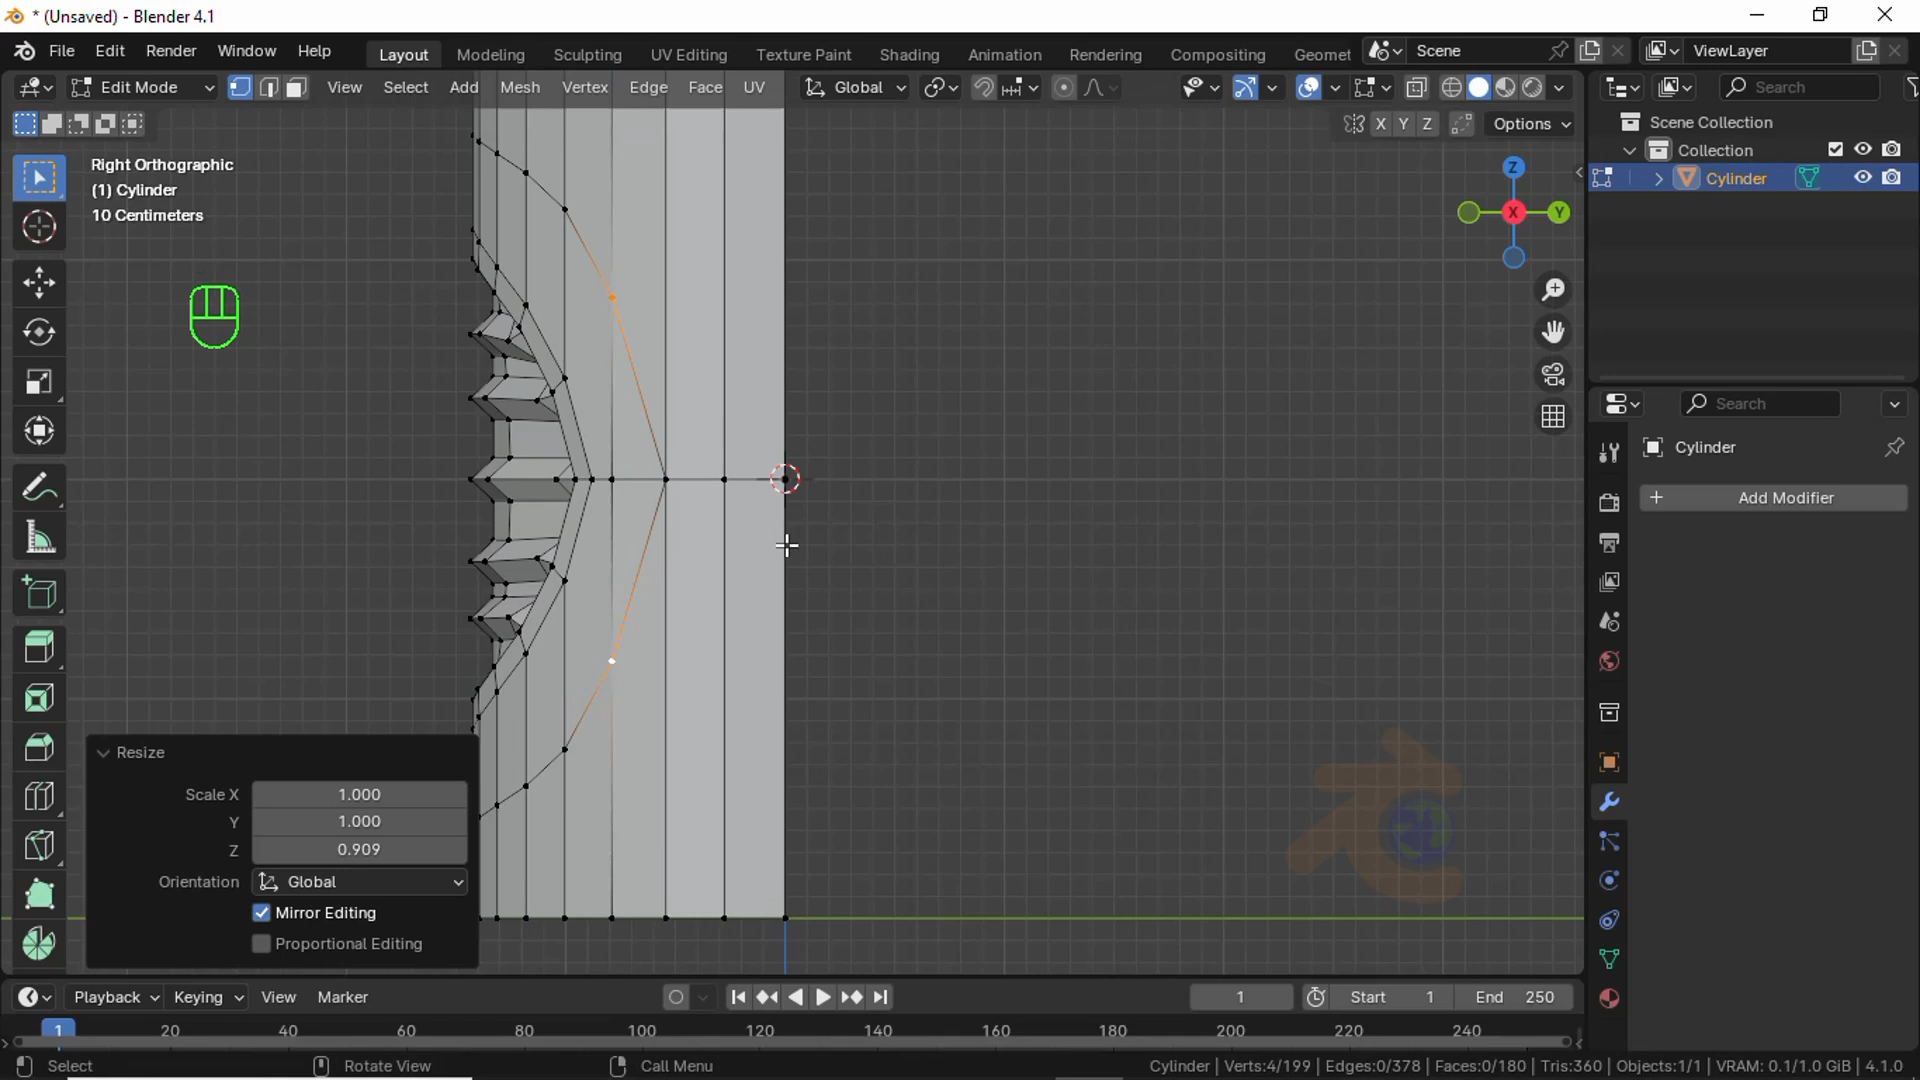 * (Unsaved) - Blender 4.1
File Edit Render Window Help Layout Modeling Sculpting UV Editing Texture Paint Shading Animation Rendering Compositing Geomet Scene ViewLayer
Edit Mode View Select Add Mesh Vertex Edge Face UV Global Search
X Y Z Options
Scene Collection
Collection
Cylinder
Right Orthographic
(1) Cylinder
10 Centimeters
Z
X
Y
Search
Cylinder
Add Modifier
Resize
Scale X 1.000
Y 1.000
Z 0.909
Orientation Global
Mirror Editing
Proportional Editing
Playback Keying View Marker 1 Start 1 End 250
1 20 40 60 80 100 120 140 160 180 200 220 240
Select Rotate View Call Menu Cylinder | Verts:4/199 | Edges:0/378 | Faces:0/180 | Tris:360 | Objects:1/1 | VRAM: 0.1/1.0 GiB | 4.1.0